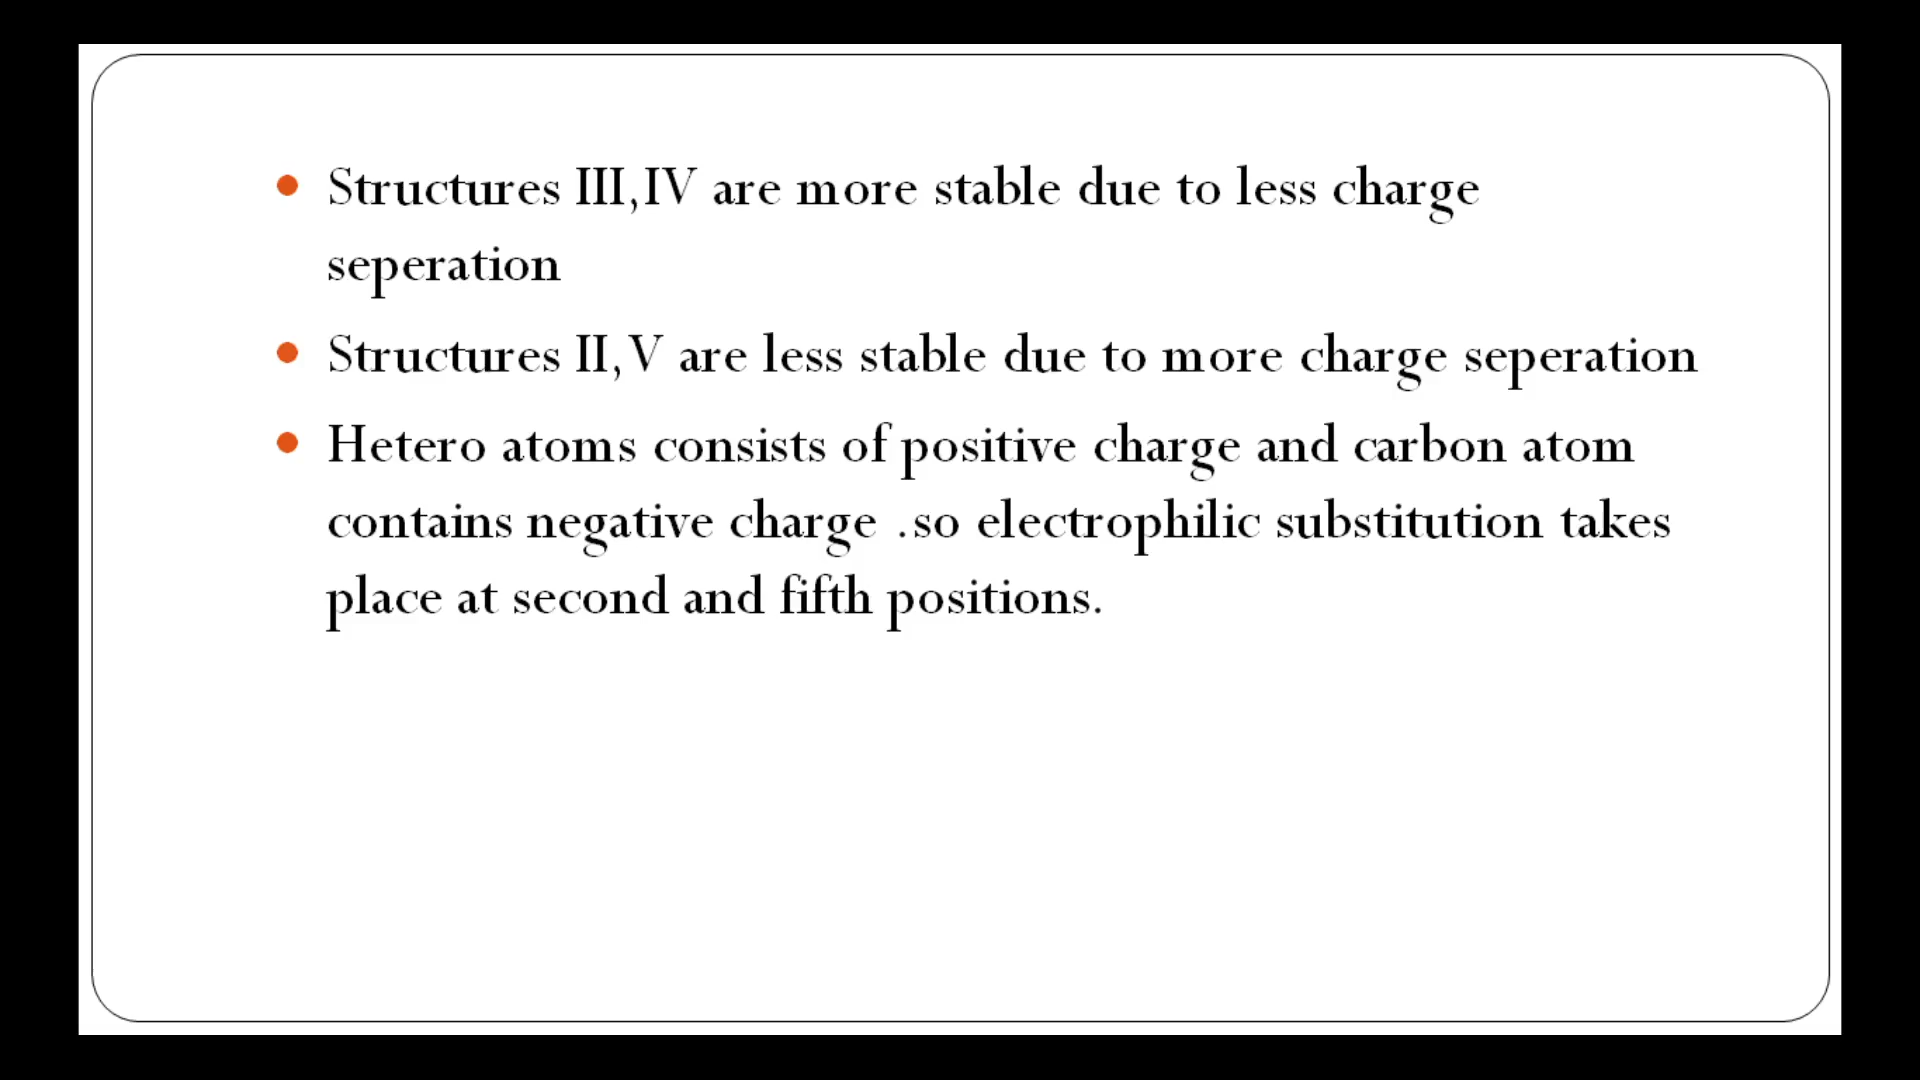 Structures III,IV are more stable due to less charge
seperation
Structures II,V are less stable due to more charge seperation
Hetero atoms consists of positive charge and carbon atom
contains negative charge .so electrophilic substitution takes
place at second and fifth positions.